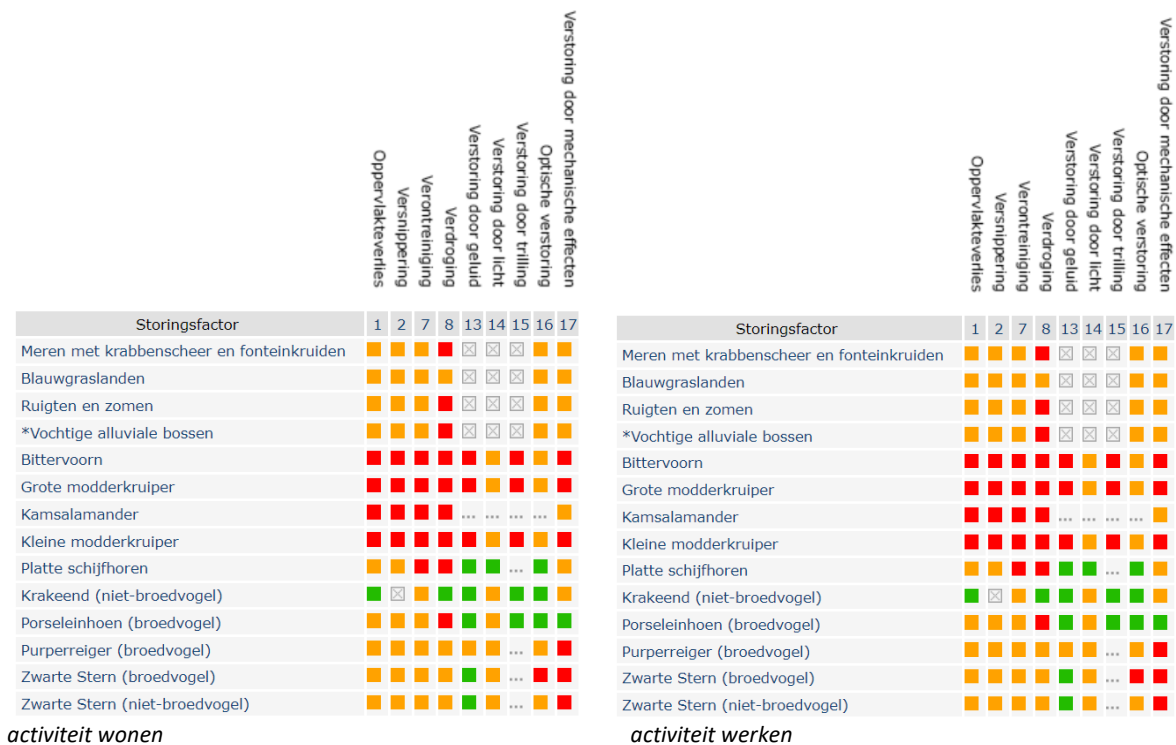 Oppervlakteverlies
Versnippering
Verontreiniging
Verdroging
Verstoring door geluid
Verstoring door licht
Verstoring door trilling
Optische verstoring
Verstoring door mechanische effecten
Storingsfactor 1 2 7 8 13 14 15 16 17
Meren met krabbenscheer en fonteinkruiden
Blauwgraslanden
Ruigten en zomen
*Vochtige alluviale bossen
Bittervoorn
Grote modderkruiper
Kamsalamander ... ... ... ...
Kleine modderkruiper
Platte schijfhoren ...
Krakeend (niet-broedvogel)
Porseleinhoen (broedvogel)
Purperreiger (broedvogel) ...
Zwarte Stern (broedvogel) ...
Zwarte Stern (niet-broedvogel) ...
activiteit wonen
Oppervlakteverlies
Versnippering
Verontreiniging
Verdroging
Verstoring door geluid
Verstoring door licht
Verstoring door trilling
Optische verstoring
Verstoring door mechanische effecten
Storingsfactor 1 2 7 8 13 14 15 16 17
Meren met krabbenscheer en fonteinkruiden
Blauwgraslanden
Ruigten en zomen
*Vochtige alluviale bossen
Bittervoorn
Grote modderkruiper
Kamsalamander ... ... ... ...
Kleine modderkruiper
Platte schijfhoren ...
Krakeend (niet-broedvogel)
Porseleinhoen (broedvogel)
Purperreiger (broedvogel) ...
Zwarte Stern (broedvogel) ...
Zwarte Stern (niet-broedvogel) ...
activiteit werken